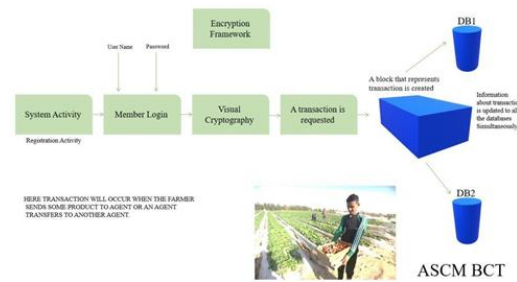 Encryption
Framework
DB1
User Name
Password
A block that represents
transaction is created
System Activity
Member Login
Visual
Cryptography
A transaction is
requested
Information
about transaction
is updated to all
the databases
Simultaneously
Registration Activity
HERE TRANSACTION WILL OCCUR WHEN THE FARMER
SENDS SOME PRODUCT TO AGENT OR AN AGENT
TRANSFERS TO ANOTHER AGENT.
DB2
ASCM BCT